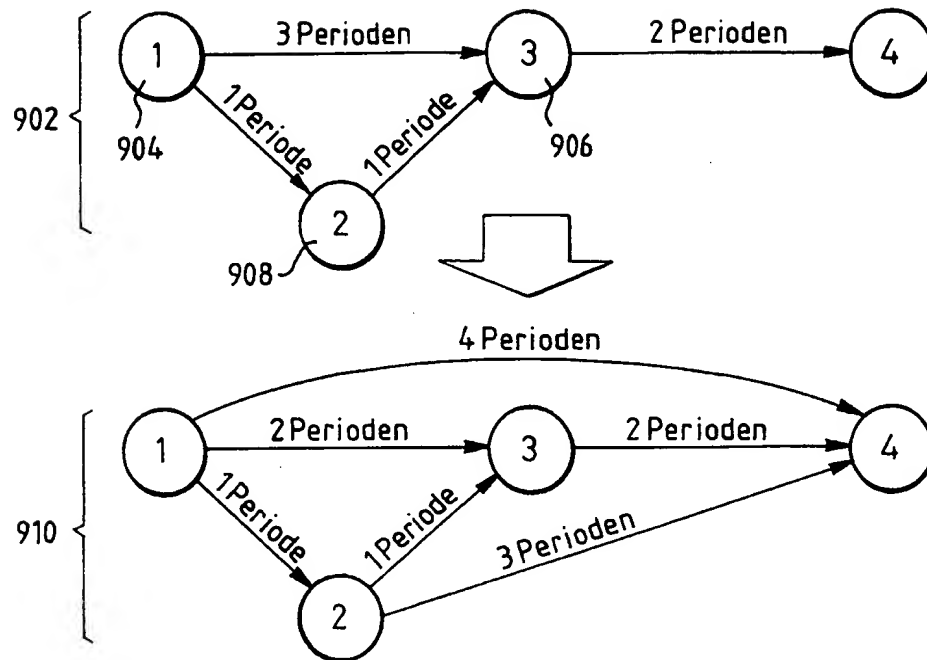 1
3 Perioden
3
2 Perioden
4
902
904
1 Periode
1 Periode
906
2
908
4 Perioden
1
2 Perioden
3
2 Perioden
4
910
1 Periode
1 Periode
3 Perioden
2